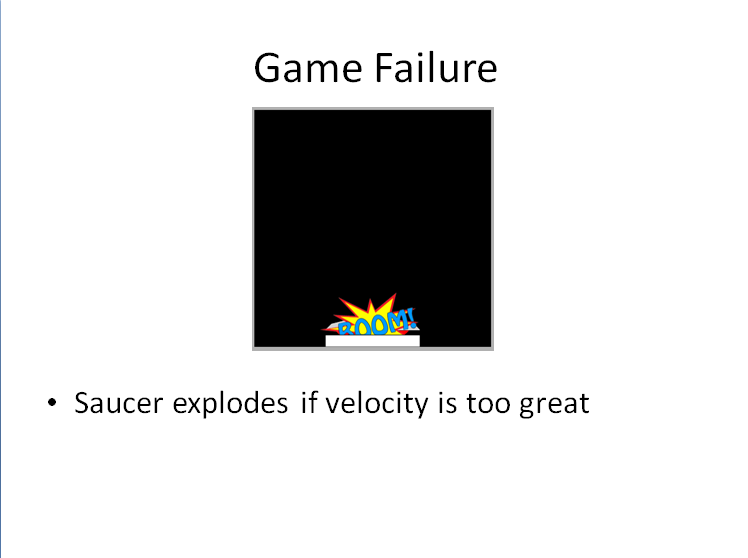 Game Failure
BOOM!
• Saucer explodes if velocity is too great